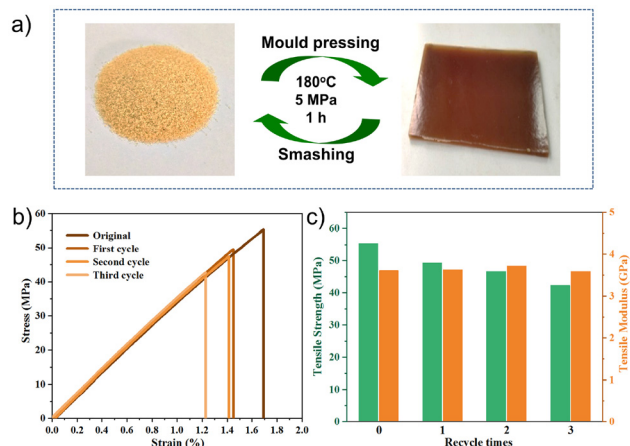 a)
Mould pressing
180°C
5 MPa
1 h
Smashing
b)
60
50
40
30
20
10
0
Stress (MPa)
Original
First cycle
Second cycle
Third cycle
0.0 0.2 0.4 0.6 0.8 1.0 1.2 1.4 1.6 1.8 2.0
Strain (%)
c)
60
50
40
30
20
10
0
Tensile Strength (MPa)
5
4
3
2
1
0
Tensile Modulus (GPa)
0 1 2 3
Recycle times